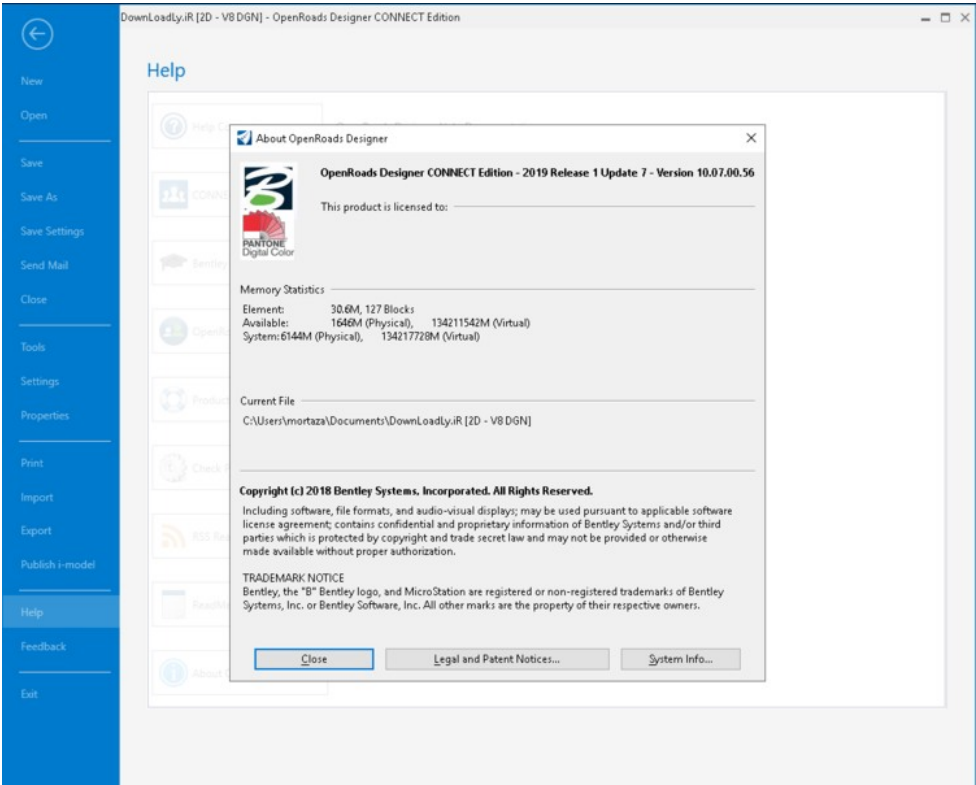 DownLoadLy.iR [2D - V8 DGN] - OpenRoads Designer CONNECT Edition
New
Open
Save
Save As
Save Settings
Send Mail
Close
Tools
Settings
Properties
Print
Import
Export
Publish i-model
Help
Feedback
Exit
Help
Help
CONNE
Bentley
OpenRo
Product
Check
RSS
ReadMe
About
About OpenRoads Designer
PANTONE
Digital Color
OpenRoads Designer CONNECT Edition - 2019 Release 1 Update 7 - Version 10.07.00.56
This product is licensed to:
Memory Statistics
Element: 30.6M, 127 Blocks
Available: 1646M (Physical), 134211542M (Virtual)
System: 6144M (Physical), 134217728M (Virtual)
Current File
C:\Users\mortaza\Documents\DownLoadLy.iR [2D - V8 DGN]
Copyright (c) 2018 Bentley Systems, Incorporated. All Rights Reserved.
Including software, file formats, and audio-visual displays; may be used pursuant to applicable software
license agreement; contains confidential and proprietary information of Bentley Systems and/or third
parties which is protected by copyright and trade secret law and may not be provided or otherwise
made available without proper authorization.
TRADEMARK NOTICE
Bentley, the "B" Bentley logo, and MicroStation are registered or non-registered trademarks of Bentley
Systems, Inc. or Bentley Software, Inc. All other marks are the property of their respective owners.
Close
Legal and Patent Notices...
System Info...